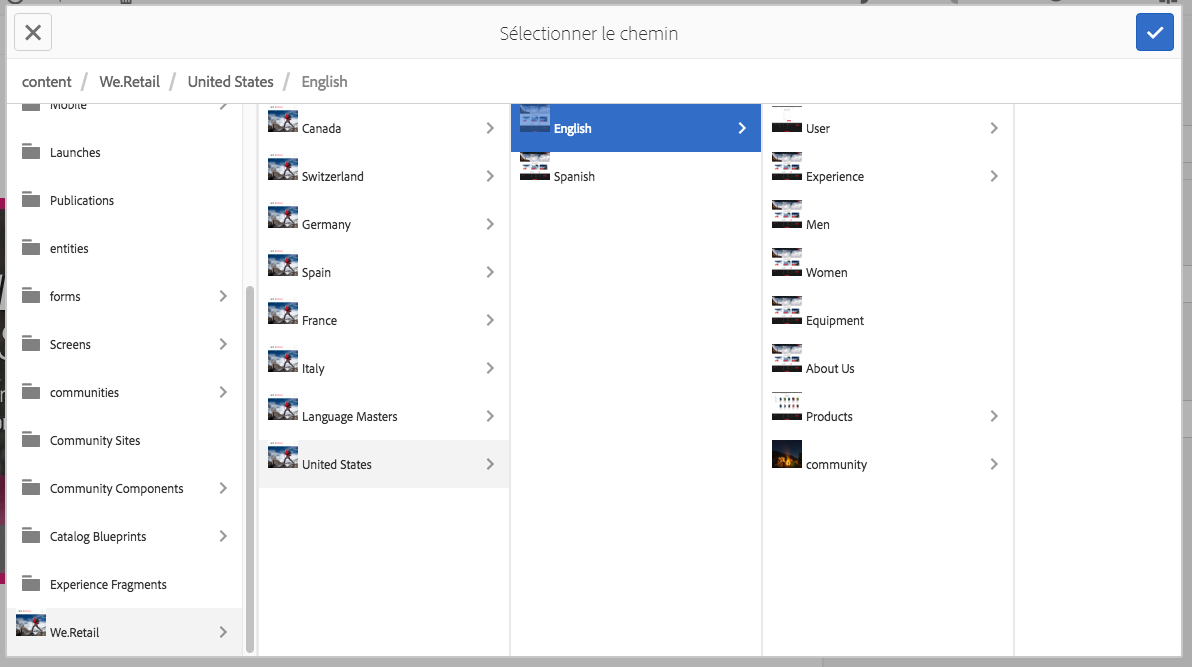 Sélectionner le chemin
content / We.Retail / United States / English
Mobile
Launches
Publications
entities
forms
Screens
communities
Community Sites
Community Components
Catalog Blueprints
Experience Fragments
We.Retail
Canada
Switzerland
Germany
Spain
France
Italy
Language Masters
United States
English
Spanish
User
Experience
Men
Women
Equipment
About Us
Products
community